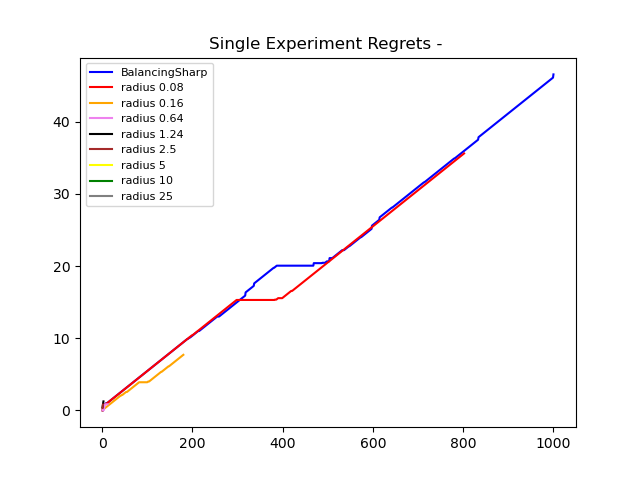 Single Experiment Regrets -
BalancingSharp
radius 0.08
radius 0.16
radius 0.64
radius 1.24
radius 2.5
radius 5
radius 10
radius 25
40
30
20
10
0
0 200 400 600 800 1000